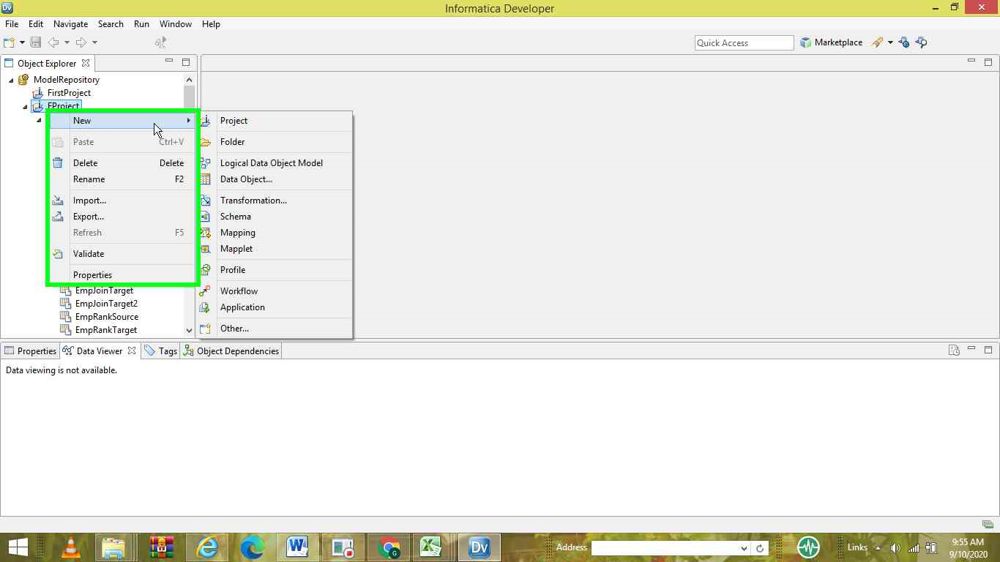 Dv
Informatica Developer
File Edit Navigate Search Run Window Help
Quick Access
Marketplace
Object Explorer
ModelRepository
FirstProject
FProject
New
Paste Ctrl+V
Delete Delete
Rename F2
Import...
Export...
Refresh F5
Validate
Properties
Project
Folder
Logical Data Object Model
Data Object...
Transformation...
Schema
Mapping
Mapplet
Profile
Workflow
Application
Other...
EmpJoinTarget
EmpJoinTarget2
EmpRankSource
EmpRankTarget
Properties Data Viewer Tags Object Dependencies
Data viewing is not available.
Dv
Address
Links
9:55 AM
9/10/2020